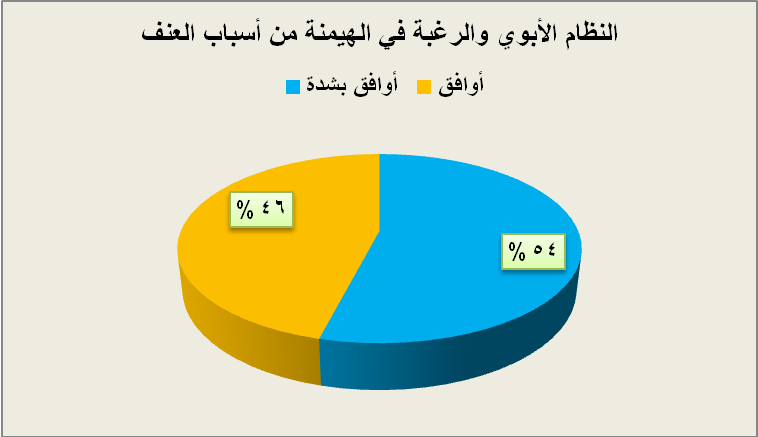 النظام الأبوي والرغبة في الهيمنة من أسباب العنف
أوافق
أوافق بشدة
٤٦ %
٥٤ %